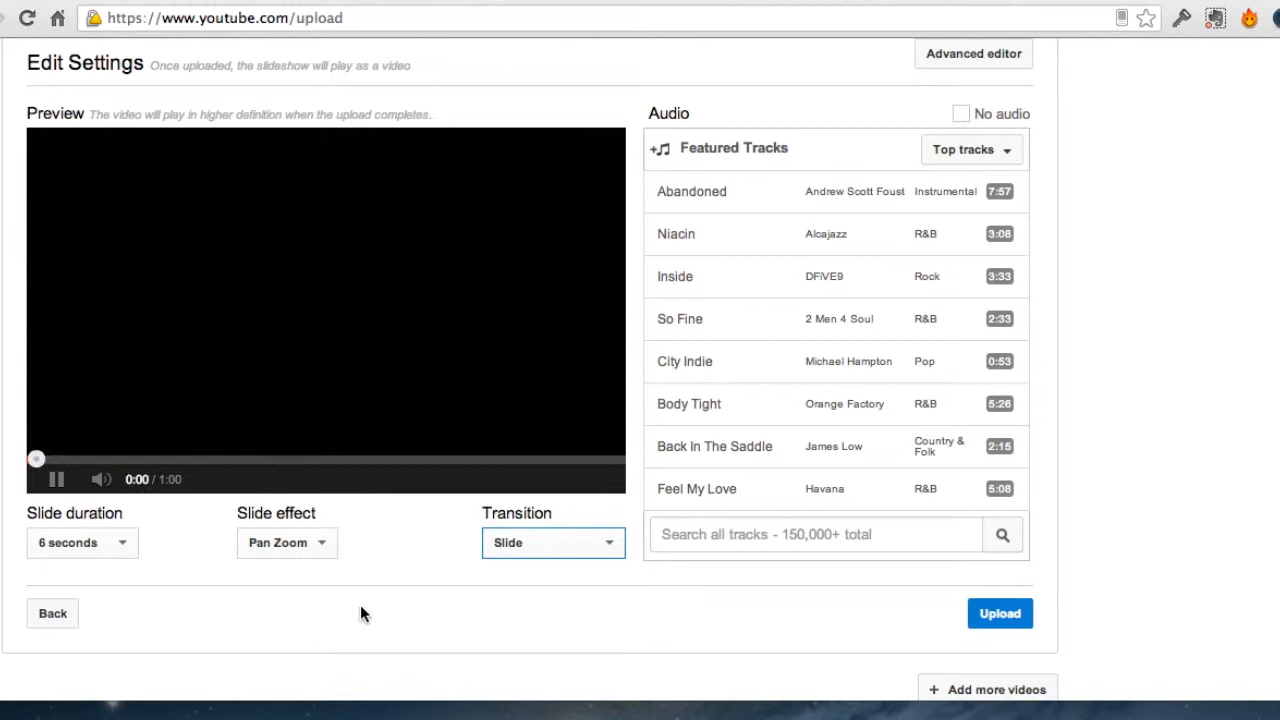 https://www.youtube.com/upload
Edit Settings Once uploaded, the slideshow will play as a video
Advanced editor
Preview The video will play in higher definition when the upload completes.
Audio
No audio
Featured Tracks
Top tracks
Abandoned Andrew Scott Foust Instrumental 7:57
Niacin Alcajazz R&B 3:08
Inside DFiVE9 Rock 3:33
So Fine 2 Men 4 Soul R&B 2:33
City Indie Michael Hampton Pop 0:53
Body Tight Orange Factory R&B 5:26
Back In The Saddle James Low Country & Folk 2:15
Feel My Love Havana R&B 5:08
Search all tracks - 150,000+ total
0:00 / 1:00
Slide duration Slide effect Transition
6 seconds Pan Zoom Slide
Back
Upload
+ Add more videos